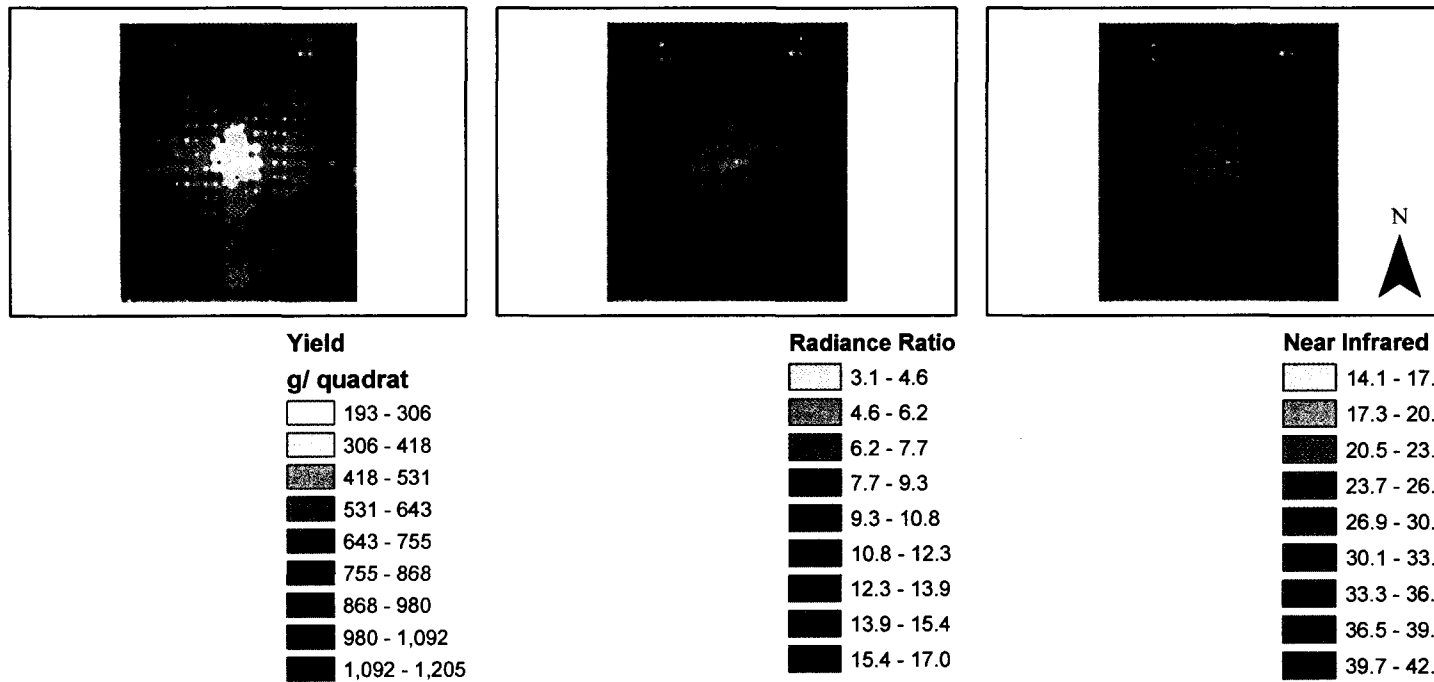 N
Yield
g/ quadrat
193 - 306
306 - 418
418 - 531
531 - 643
643 - 755
755 - 868
868 - 980
980 - 1,092
1,092 - 1,205
Radiance Ratio
3.1 - 4.6
4.6 - 6.2
6.2 - 7.7
7.7 - 9.3
9.3 - 10.8
10.8 - 12.3
12.3 - 13.9
13.9 - 15.4
15.4 - 17.0
Near Infrared
14.1 - 17.
17.3 - 20.
20.5 - 23.
23.7 - 26.
26.9 - 30.
30.1 - 33.
33.3 - 36.
36.5 - 39.
39.7 - 42.